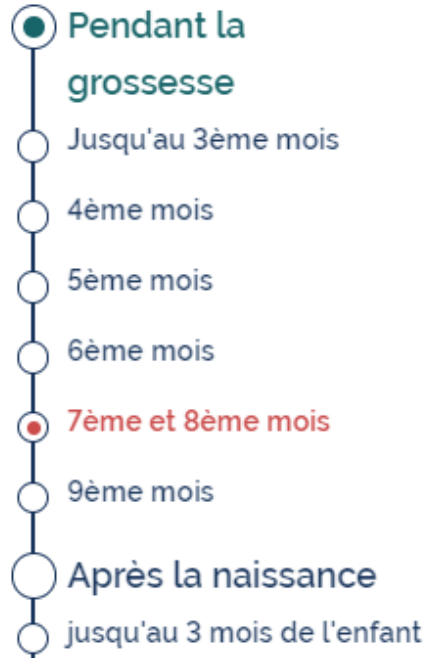 Pendant la
grossesse
Jusqu'au 3ème mois
4ème mois
5ème mois
6ème mois
7ème et 8ème mois
9ème mois
Après la naissance
jusqu'au 3 mois de l'enfant